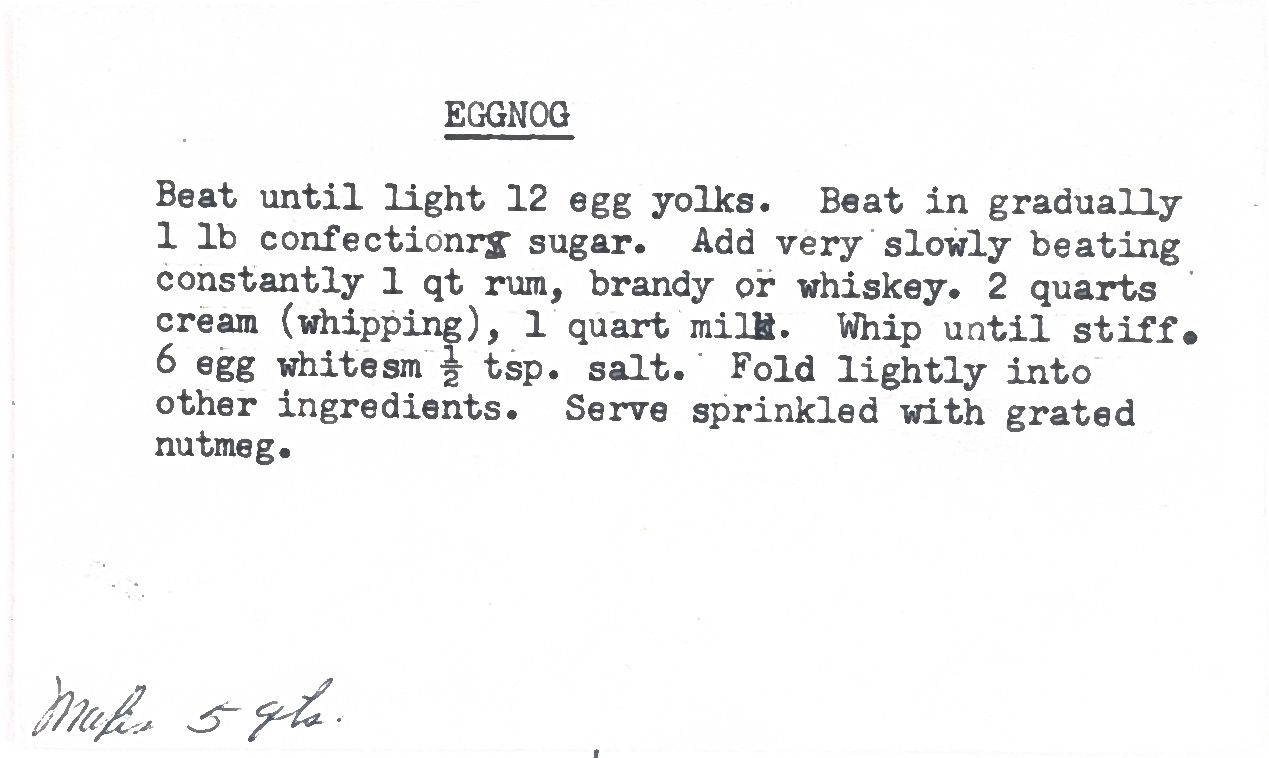 EGGNOG
Beat until light 12 egg yolks. Beat in gradually
1 lb confectionrs sugar. Add very slowly beating
constantly 1 qt rum, brandy or whiskey. 2 quarts
cream (whipping), 1 quart milk. Whip until stiff.
6 egg whitesm ½ tsp. salt. Fold lightly into
other ingredients. Serve sprinkled with grated
nutmeg.
Makes 5 qts.